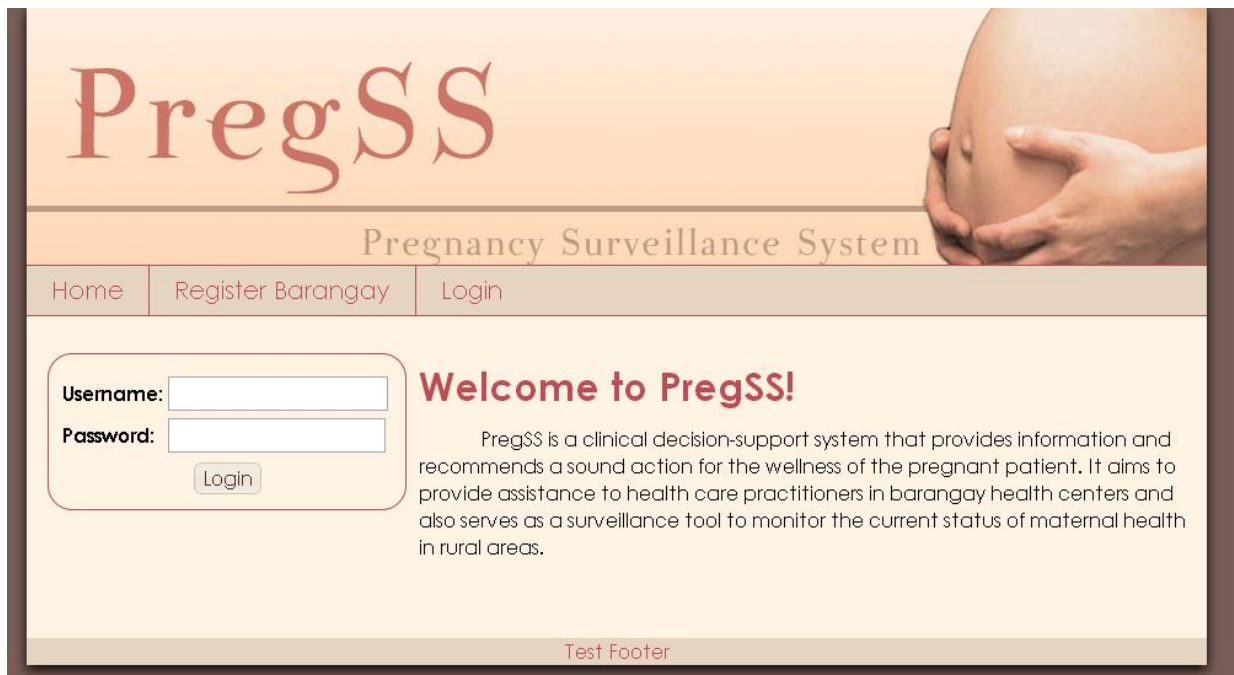 PregSS
Pregnancy Surveillance System
Home
Register Barangay
Login
Username:
Password:
Login
Welcome to PregSS!
PregSS is a clinical decision-support system that provides information and
recommends a sound action for the wellness of the pregnant patient. It aims to
provide assistance to health care practitioners in barangay health centers and
also serves as a surveillance tool to monitor the current status of maternal health
in rural areas.
Test Footer